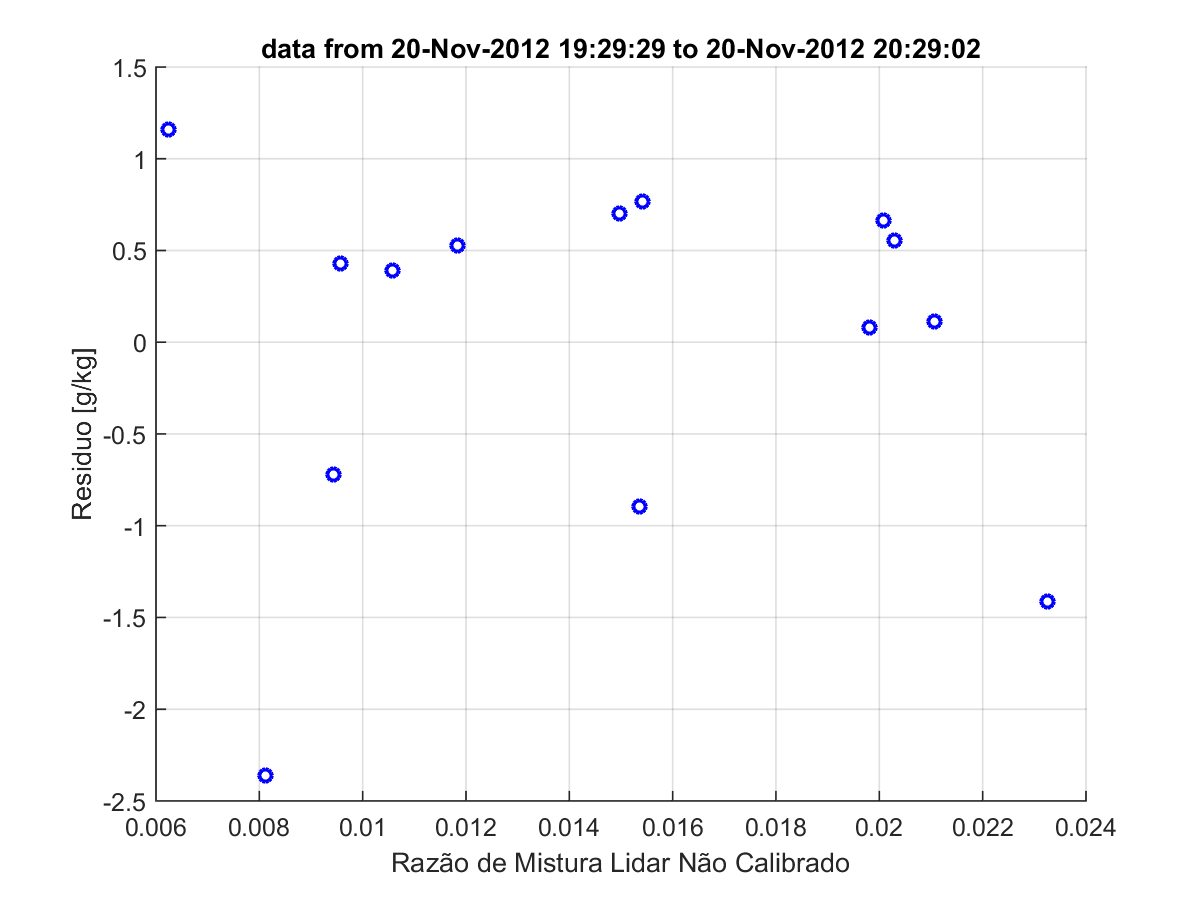 data from 20-Nov-2012 19:29:29 to 20-Nov-2012 20:29:02
1.5
1
0.5
0
-0.5
-1
-1.5
-2
-2.5
Residuo [g/kg]
0.006 0.008 0.01 0.012 0.014 0.016 0.018 0.02 0.022 0.024
Razão de Mistura Lidar Não Calibrado